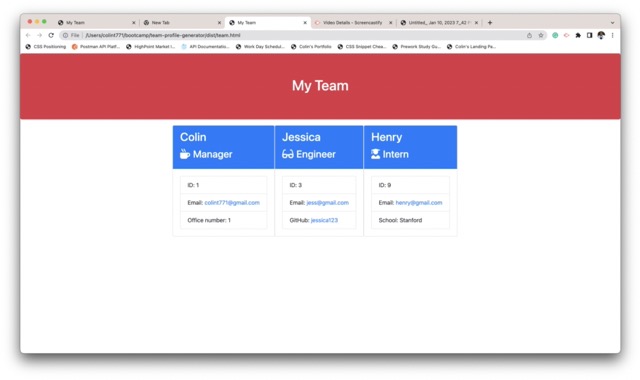 My Team
New Tab
My Team
Video Details - Screencastify
Untitled_ Jan 10, 2023 7_42
File /Users/colint771/bootcamp/team-profile-generator/dist/team.html
CSS Positioning
Postman API Platf...
HighPoint Market I...
API Documentatio...
Work Day Schedul...
Colin's Portfolio
CSS Snippet Chea...
Prework Study Go...
Colin's Landing Pa...
My Team
Colin
Manager
ID: 1
Email: colint771@gmail.com
Office number: 1
Jessica
Engineer
ID: 3
Email: jess@gmail.com
GitHub: jessica123
Henry
Intern
ID: 9
Email: henry@gmail.com
School: Stanford